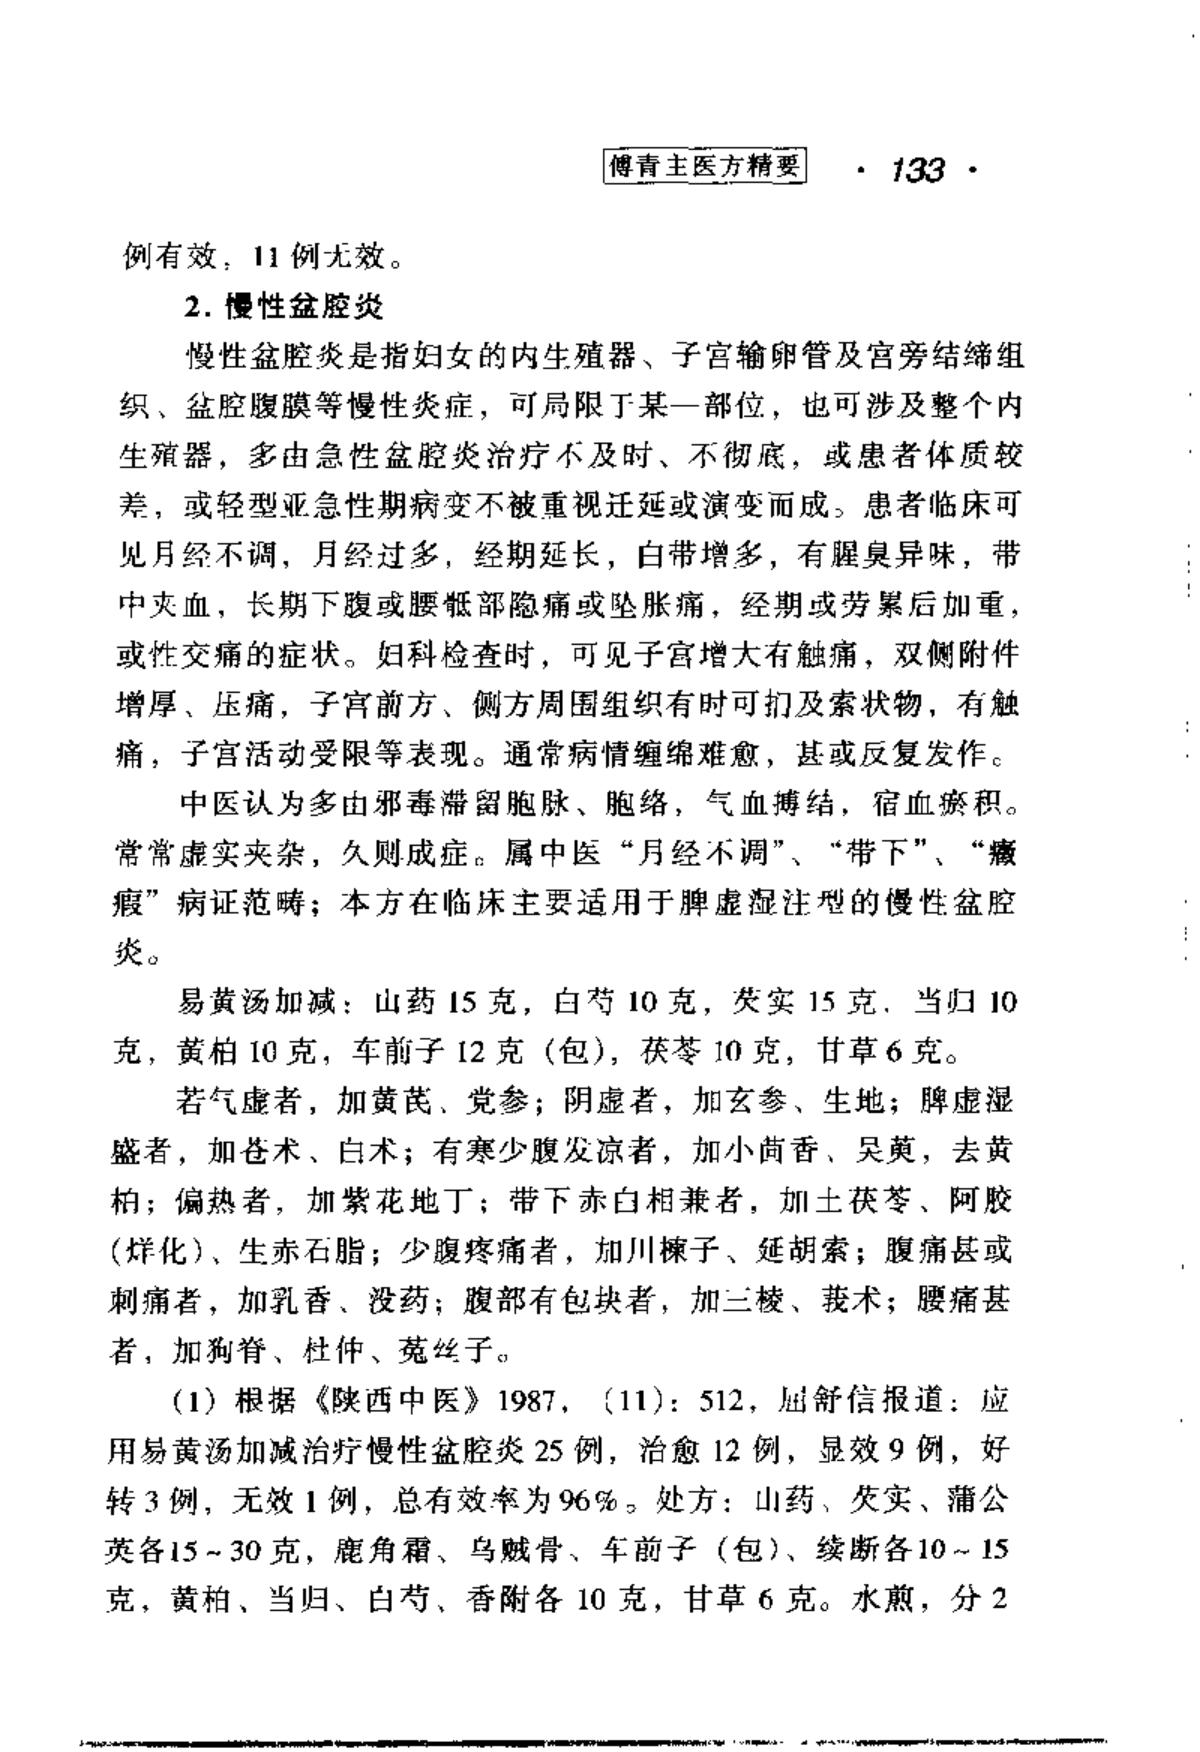 傅青主医方精要 · 133 ·
例有效；11 例无效。
2. 慢性盆腔炎
慢性盆腔炎是指妇女的内生殖器、子宫输卵管及宫旁结缔组
织、盆腔腹膜等慢性炎症，可局限于某一部位，也可涉及整个内
生殖器，多由急性盆腔炎治疗不及时、不彻底，或患者体质较
差，或轻型亚急性期病变不被重视迁延或演变而成。患者临床可
见月经不调，月经过多，经期延长，白带增多，有腥臭异味，带
中夹血，长期下腹或腰骶部隐痛或坠胀痛，经期或劳累后加重，
或性交痛的症状。妇科检查时，可见子宫增大有触痛，双侧附件
增厚、压痛，子宫前方、侧方周围组织有时可扪及索状物，有触
痛，子宫活动受限等表现。通常病情缠绵难愈，甚或反复发作。
中医认为多由邪毒滞留胞脉、胞络，气血搏结，宿血瘀积。
常常虚实夹杂，久则成症。属中医“月经不调”、“带下”、“癥
瘕”病证范畴；本方在临床主要适用于脾虚湿注型的慢性盆腔
炎。
易黄汤加减：山药 15 克，白芍 10 克，芡实 15 克，当归 10
克，黄柏 10 克，车前子 12 克（包），茯苓 10 克，甘草 6 克。
若气虚者，加黄芪、党参；阴虚者，加玄参、生地；脾虚湿
盛者，加苍术、白术；有寒少腹发凉者，加小茴香、吴萸，去黄
柏；偏热者，加紫花地丁；带下赤白相兼者，加土茯苓、阿胶
（烊化）、生赤石脂；少腹疼痛者，加川楝子、延胡索；腹痛甚或
刺痛者，加乳香、没药；腹部有包块者，加三棱、莪术；腰痛甚
者，加狗脊、杜仲、菟丝子。
（1）根据《陕西中医》1987，（11）：512，屈舒信报道：应
用易黄汤加减治疗慢性盆腔炎 25 例，治愈 12 例，显效 9 例，好
转 3 例，无效 1 例，总有效率为 96%。处方：山药、芡实、蒲公
英各15～30 克，鹿角霜、乌贼骨、车前子（包）、续断各10～15
克，黄柏、当归、白芍、香附各 10 克，甘草 6 克。水煎，分 2